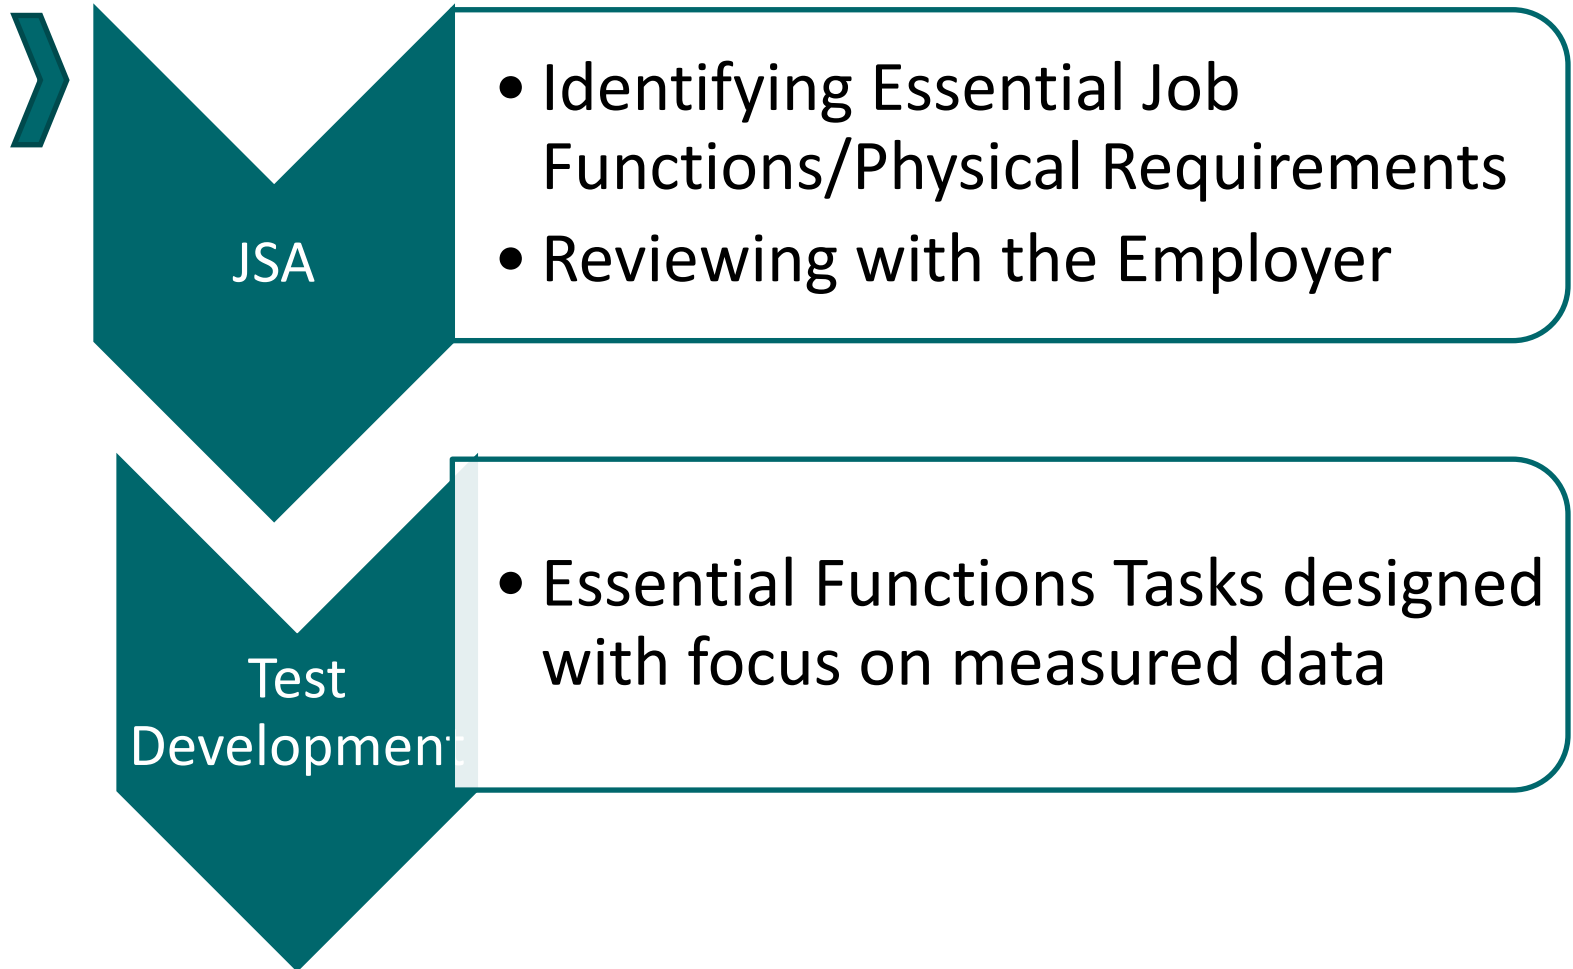 JSA
• Identifying Essential Job
Functions/Physical Requirements
• Reviewing with the Employer
Test
Development
• Essential Functions Tasks designed
with focus on measured data